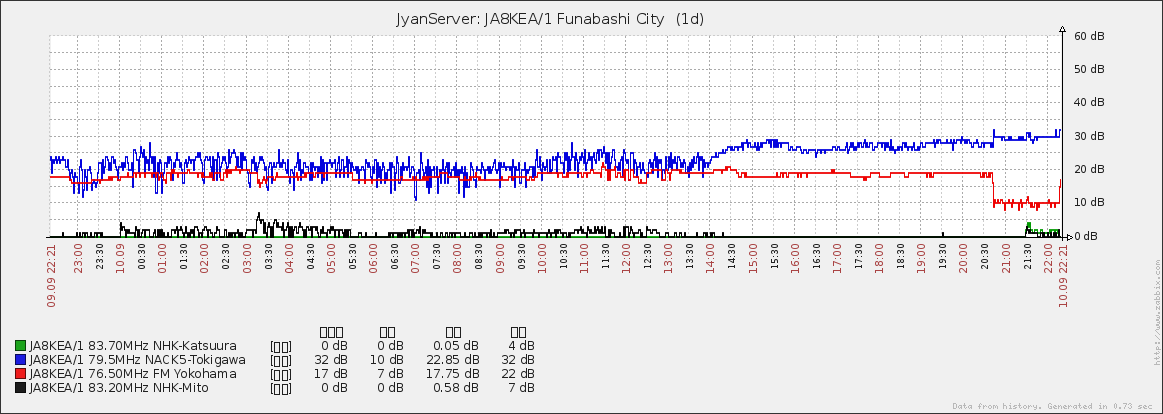 JyanServer: JA8KEA/1 Funabashi City (1d)
60 dB
50 dB
40 dB
30 dB
20 dB
10 dB
0 dB
09.09 22:21 23:00 23:30 10.09 00:30 01:00 01:30 02:00 02:30 03:00 03:30 04:00 04:30 05:00 05:30 06:00 06:30 07:00 07:30 08:00 08:30 09:00 09:30 10:00 10:30 11:00 11:30 12:00 12:30 13:00 13:30 14:00 14:30 15:00 15:30 16:00 16:30 17:00 17:30 18:00 18:30 19:00 19:30 20:00 20:30 21:00 21:30 22:00 10.09 22:21
JA8KEA/1 83.70MHz NHK-Katsuura [□□] 0 dB 0 dB 0.05 dB 4 dB
JA8KEA/1 79.5MHz NACK5-Tokigawa [□□] 32 dB 10 dB 22.85 dB 32 dB
JA8KEA/1 76.50MHz FM Yokohama [□□] 17 dB 7 dB 17.75 dB 22 dB
JA8KEA/1 83.20MHz NHK-Mito [□□] 0 dB 0 dB 0.58 dB 7 dB
http://www.zabbix.com
Data from history. Generated in 0.73 sec